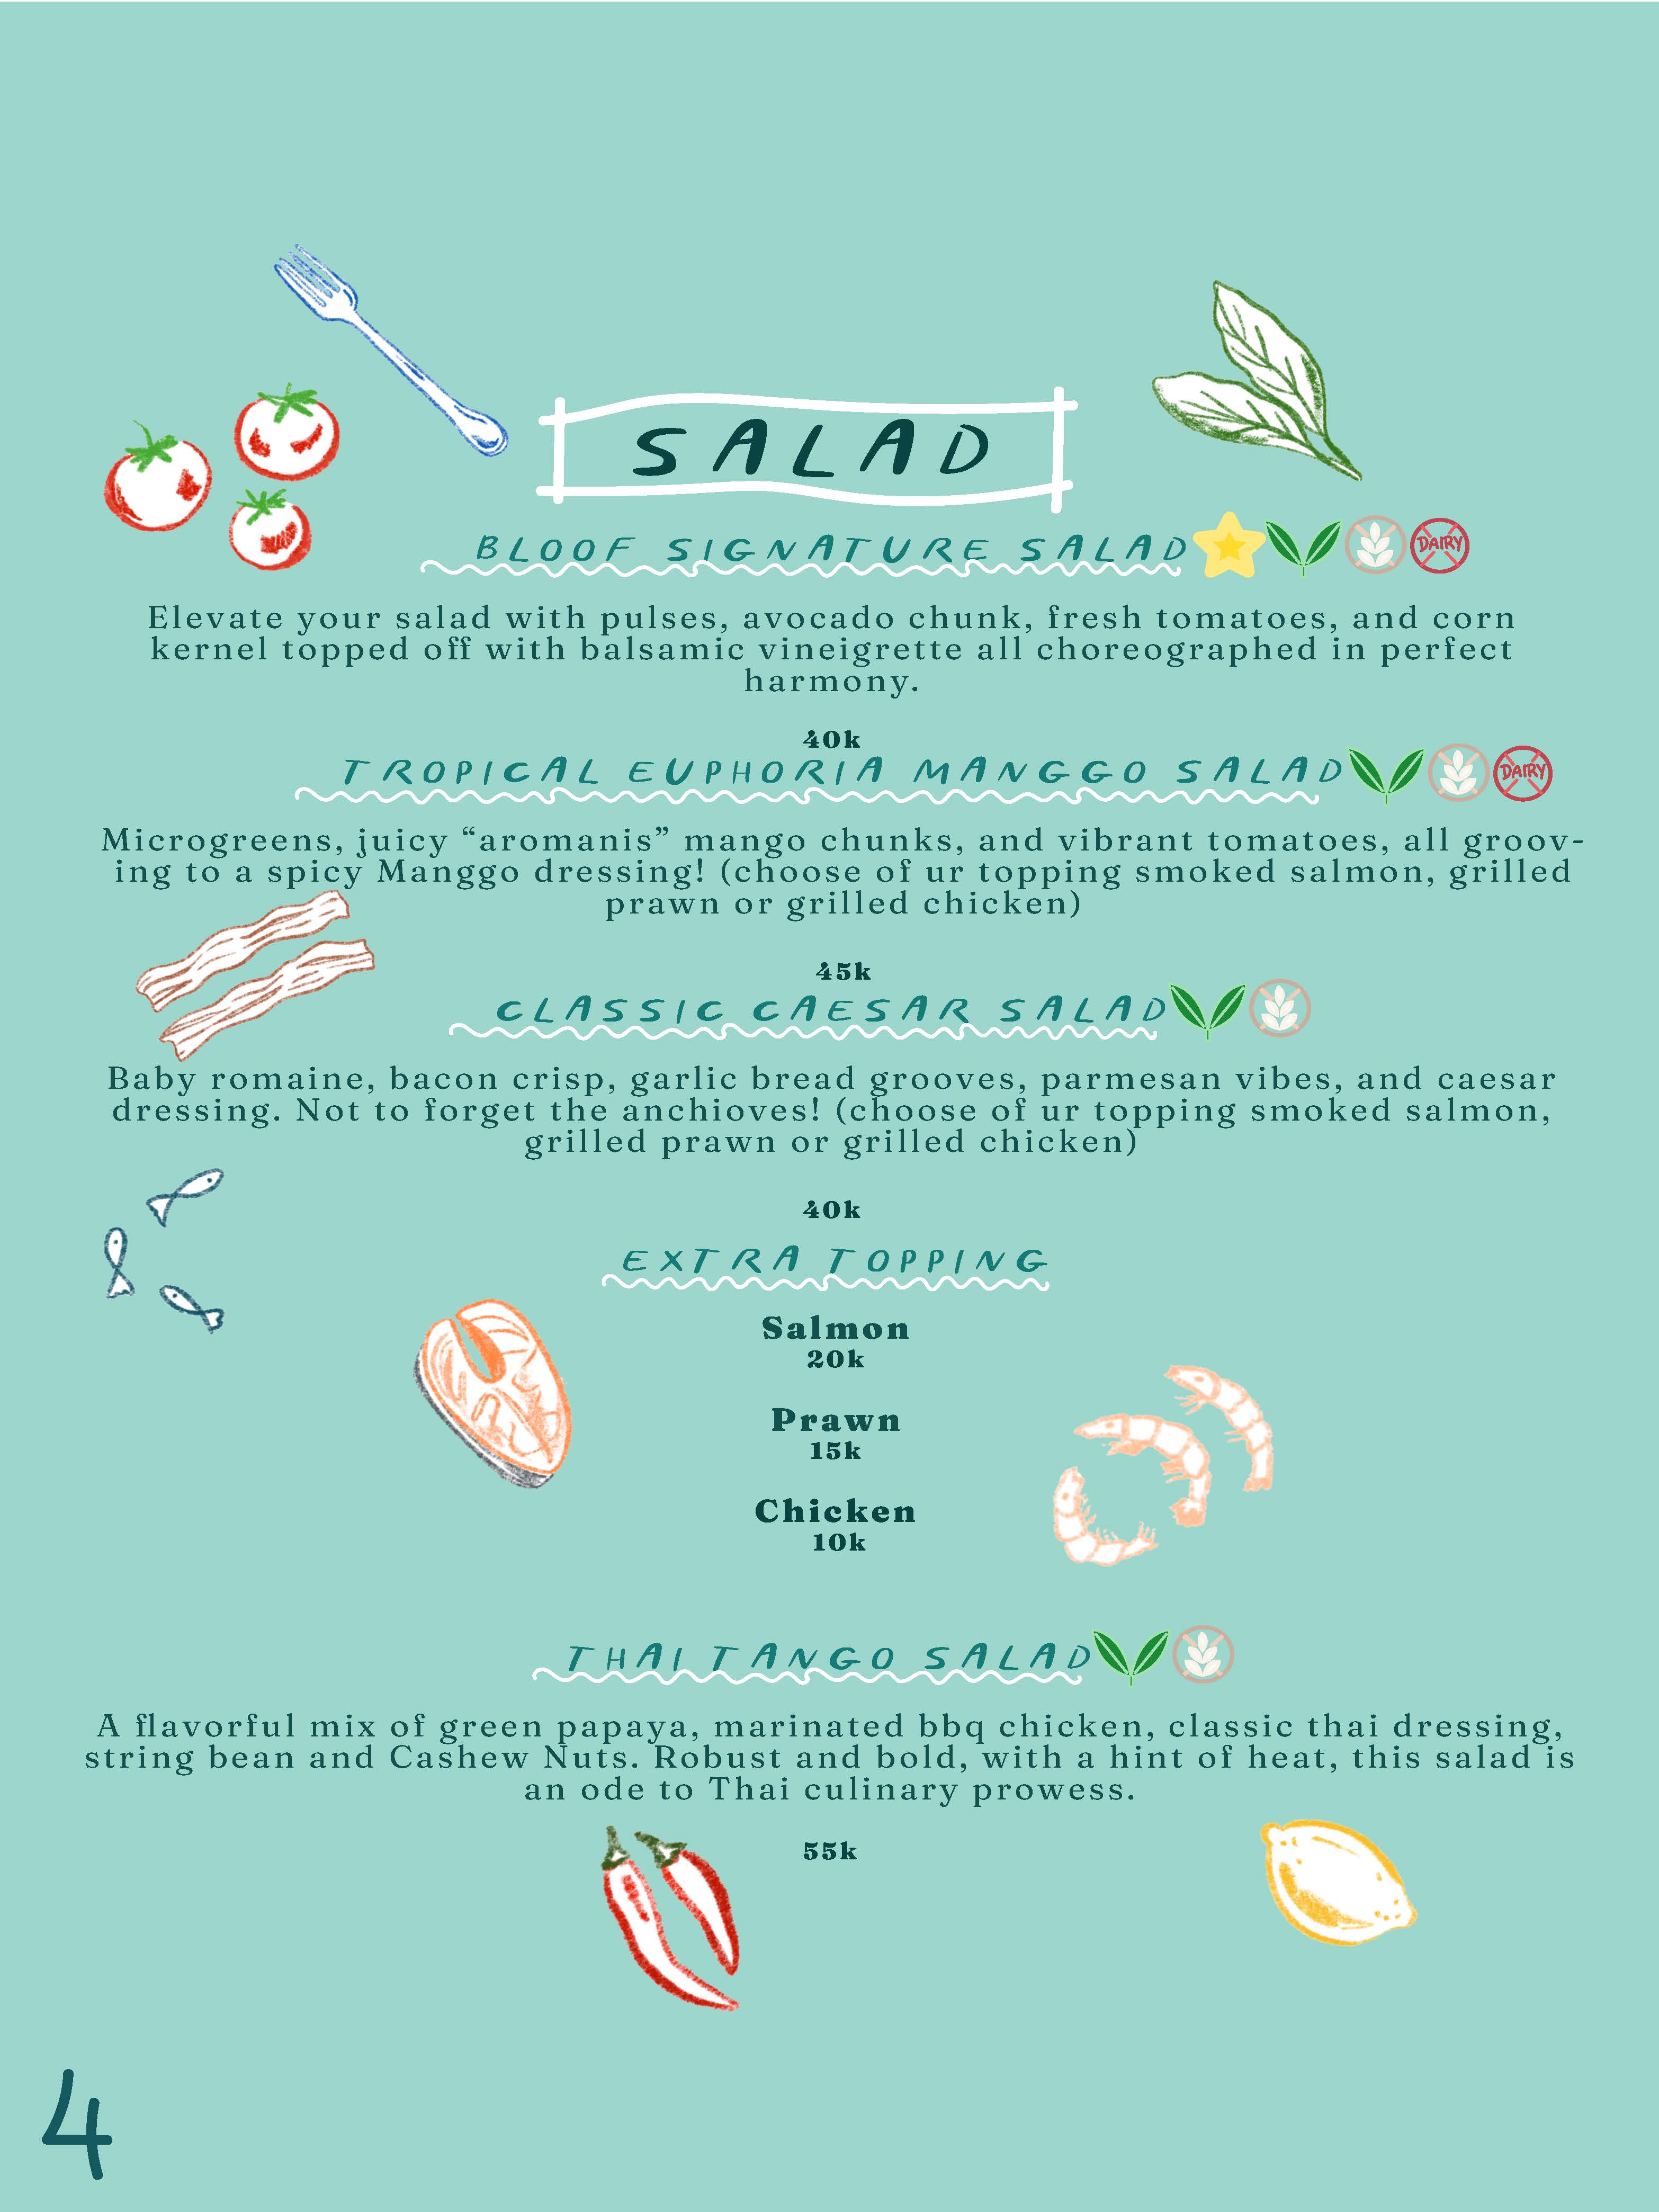 SALAD
BLOOF SIGNATURE SALAD
DAIRY
Elevate your salad with pulses, avocado chunk, fresh tomatoes, and corn
kernel topped off with balsamic vineigrette all choreographed in perfect
harmony.
40k
TROPICAL EUPHORIA MANGGO SALAD
DAIRY
Microgreens, juicy “aromanis” mango chunks, and vibrant tomatoes, all groov-
ing to a spicy Manggo dressing! (choose of ur topping smoked salmon, grilled
prawn or grilled chicken)
45k
CLASSIC CAESAR SALAD
Baby romaine, bacon crisp, garlic bread grooves, parmesan vibes, and caesar
dressing. Not to forget the anchioves! (choose of ur topping smoked salmon,
grilled prawn or grilled chicken)
40k
EXTRA TOPPING
Salmon
20k
Prawn
15k
Chicken
10k
THAI TANGO SALAD
A flavorful mix of green papaya, marinated bbq chicken, classic thai dressing,
string bean and Cashew Nuts. Robust and bold, with a hint of heat, this salad is
an ode to Thai culinary prowess.
55k
4